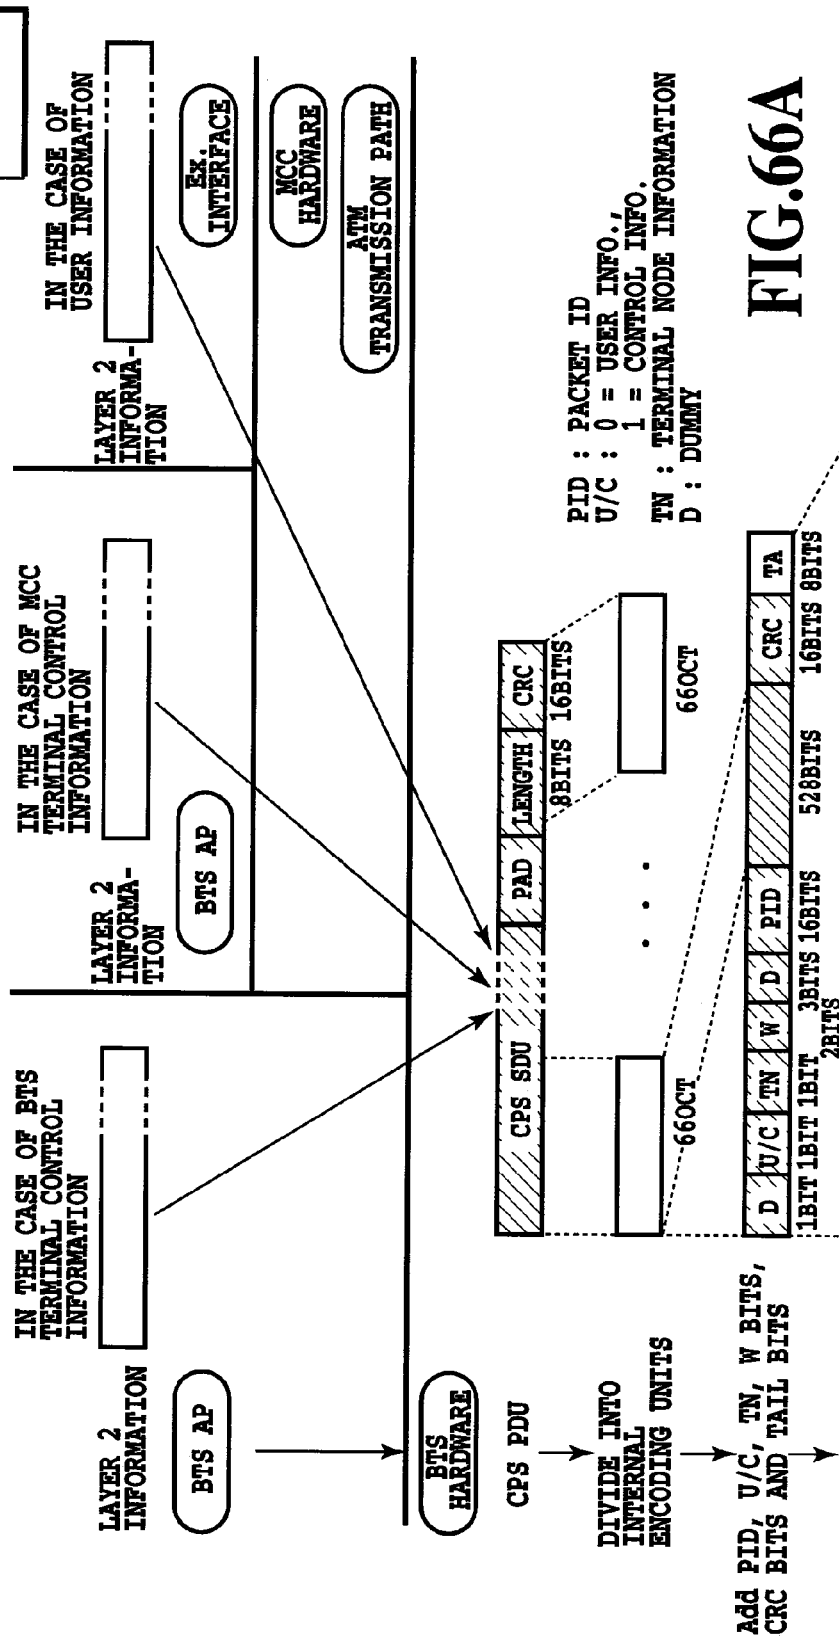 IN THE CASE OF BTS
TERMINAL CONTROL
INFORMATION
IN THE CASE OF MCC
TERMINAL CONTROL
INFORMATION
IN THE CASE OF
USER INFORMATION
LAYER 2
INFORMATION
LAYER 2
INFORMA-
TION
LAYER 2
INFORMA-
TION
BTS AP
BTS AP
Ex.
INTERFACE
MCC
HARDWARE
ATM
TRANSMISSION PATH
BTS
HARDWARE
CPS PDU
CPS SDU
PAD
LENGTH
CRC
8BITS 16BITS
DIVIDE INTO
INTERNAL
ENCODING UNITS
66OCT
66OCT
PID : PACKET ID
U/C : 0 = USER INFO.,
1 = CONTROL INFO.
TN : TERMINAL NODE INFORMATION
D : DUMMY
Add PID, U/C, TN, W BITS,
CRC BITS AND TAIL BITS
D
U/C
TN
W
D
PID
CRC
TA
1BIT 1BIT 1BIT
3BITS 16BITS
528BITS
16BITS 8BITS
2BITS
FIG.66A